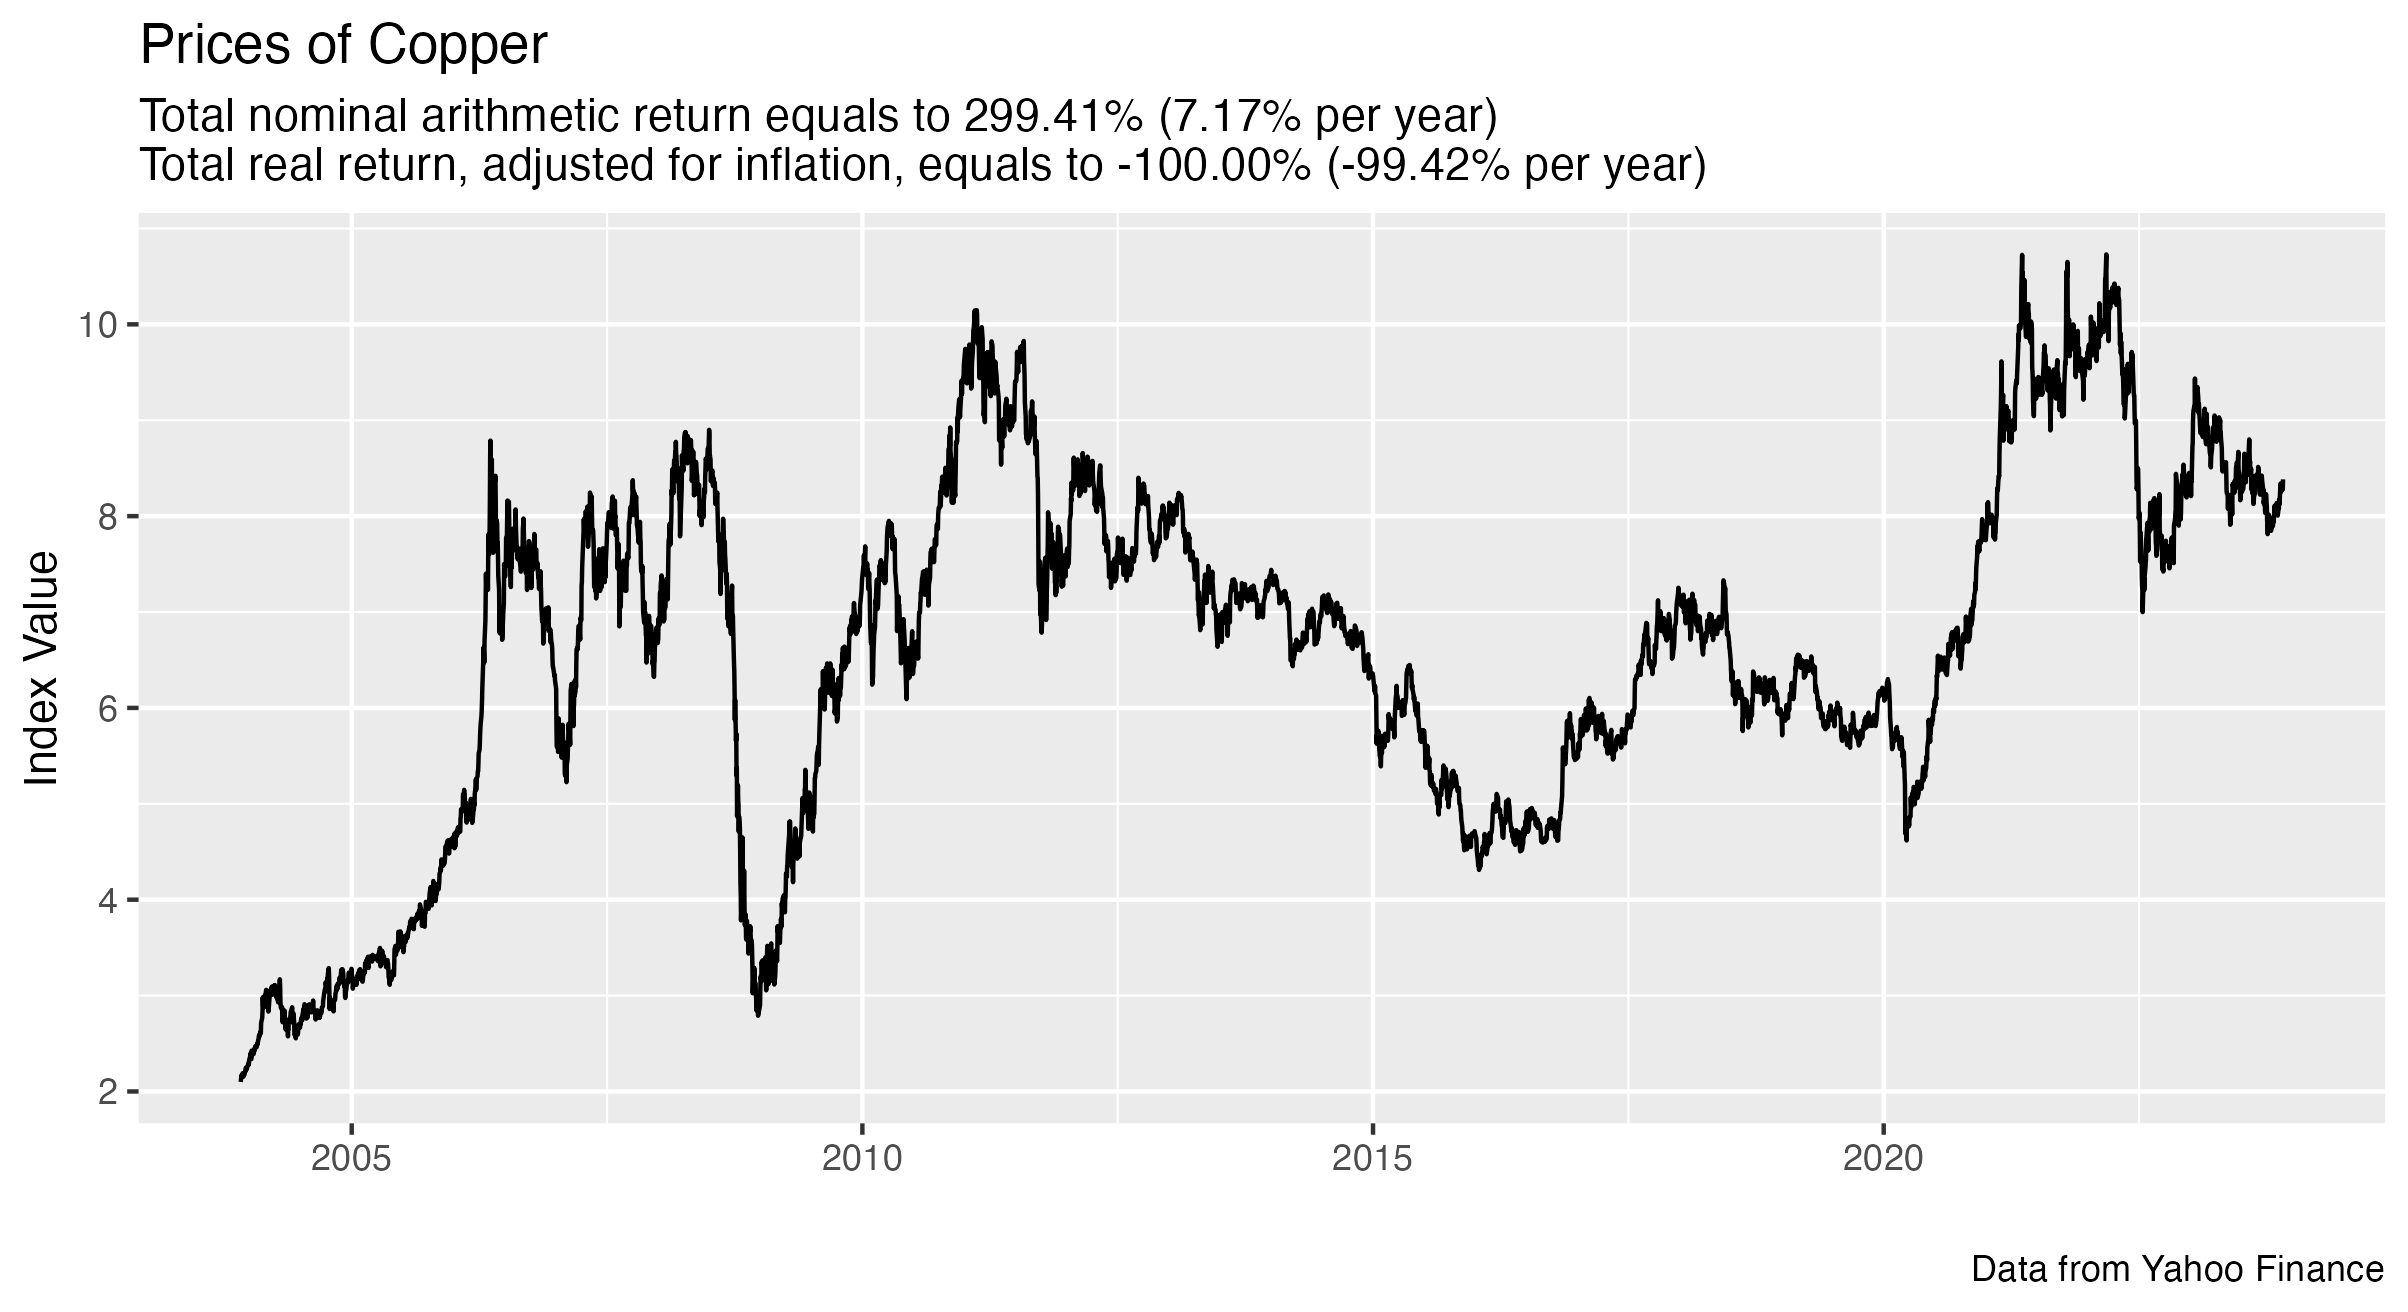 Prices of Copper
Total nominal arithmetic return equals to 299.41% (7.17% per year)
Total real return, adjusted for inflation, equals to -100.00% (-99.42% per year)
Index Value
10
8
6
4
2
2005
2010
2015
2020
Data from Yahoo Finance